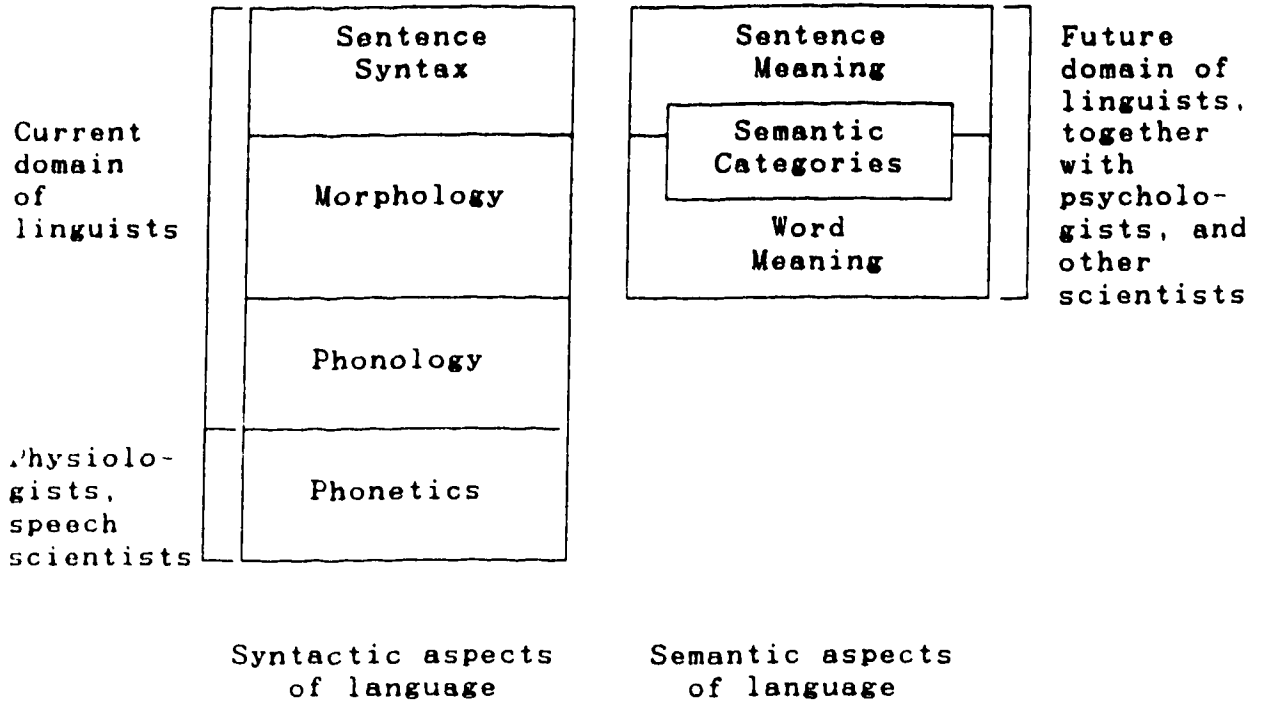 Current
domain
of
linguists
Physiolo-
gists,
speech
scientists
Sentence
Syntax
Morphology
Phonology
Phonetics
Syntactic aspects
of language
Sentence
Meaning
Semantic
Categories
Word
Meaning
Semantic aspects
of language
Future
domain of
linguists,
together
with
psycholo-
gists, and
other
scientists